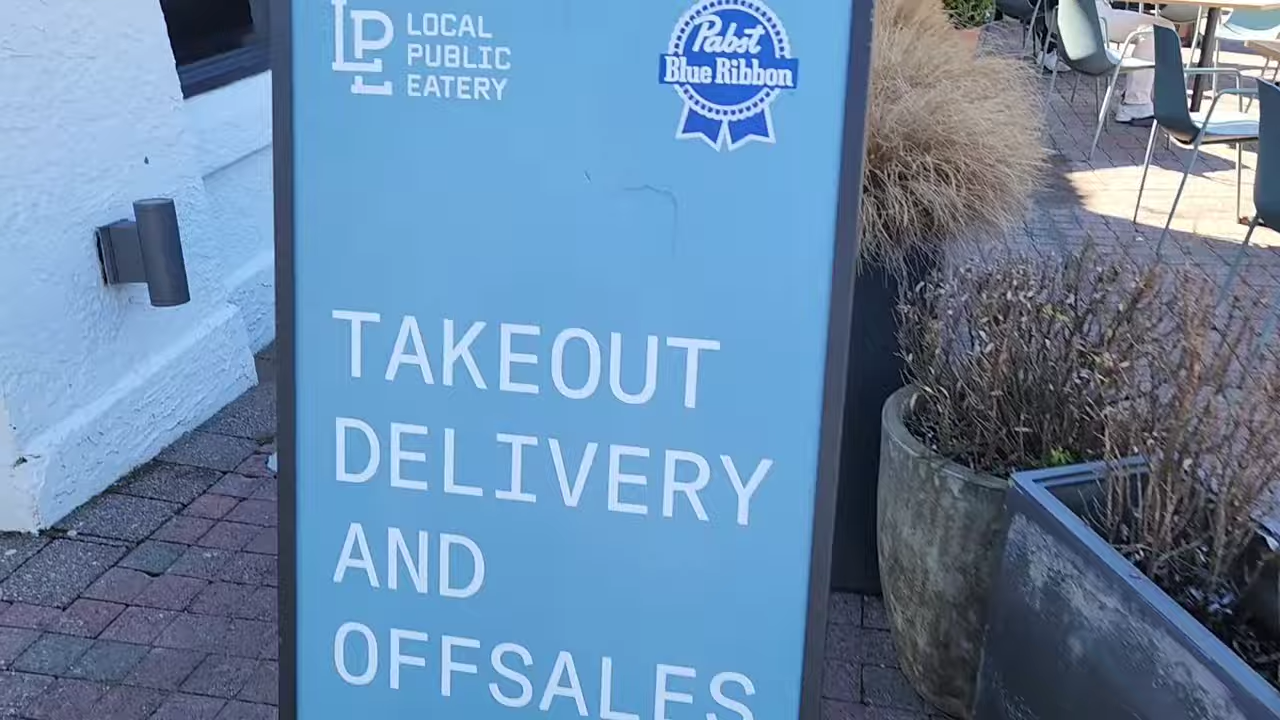 LP
LOCAL
PUBLIC
EATERY
Pabst
Blue Ribbon
TAKEOUT
DELIVERY
AND
OFFSALES